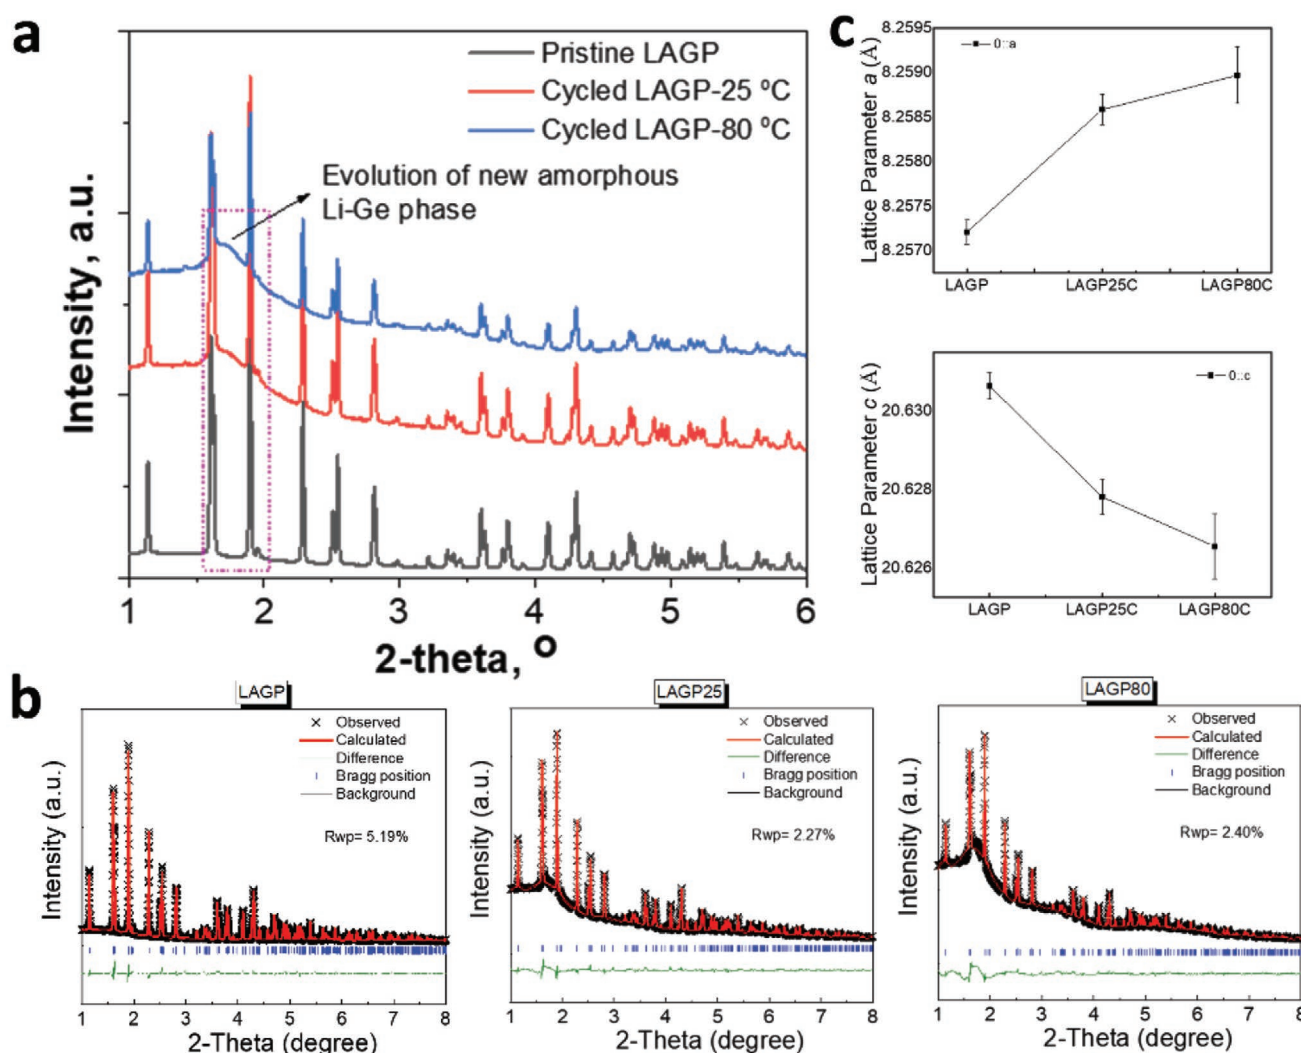 a
Intensity, a.u.
Pristine LAGP
Cycled LAGP-25 ºC
Cycled LAGP-80 ºC
Evolution of new amorphous
Li-Ge phase
1 2 3 4 5 6
2-theta, °
c
Lattice Parameter a (Å)
0::a
8.2595
8.2590
8.2585
8.2580
8.2575
8.2570
LAGP LAGP25C LAGP80C
Lattice Parameter c (Å)
0::c
20.630
20.628
20.626
LAGP LAGP25C LAGP80C
b
LAGP
Intensity (a.u.)
Observed
Calculated
Difference
Bragg position
Background
Rwp= 5.19%
1 2 3 4 5 6 7 8
2-Theta (degree)
LAGP25
Intensity (a.u.)
Observed
Calculated
Difference
Bragg position
Background
Rwp= 2.27%
1 2 3 4 5 6 7 8
2-Theta (degree)
LAGP80
Intensity (a.u.)
Observed
Calculated
Difference
Bragg position
Background
Rwp= 2.40%
1 2 3 4 5 6 7 8
2-Theta (degree)